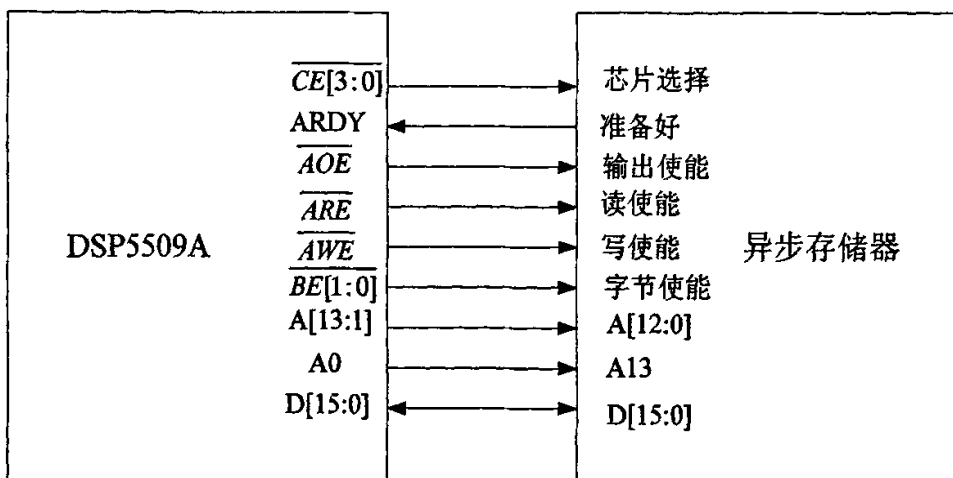 CE[3:0] 芯片选择
ARDY 准备好
AOE 输出使能
ARE 读使能
DSP5509A AWE 写使能 异步存储器
BE[1:0] 字节使能
A[13:1] A[12:0]
A0 A13
D[15:0] D[15:0]